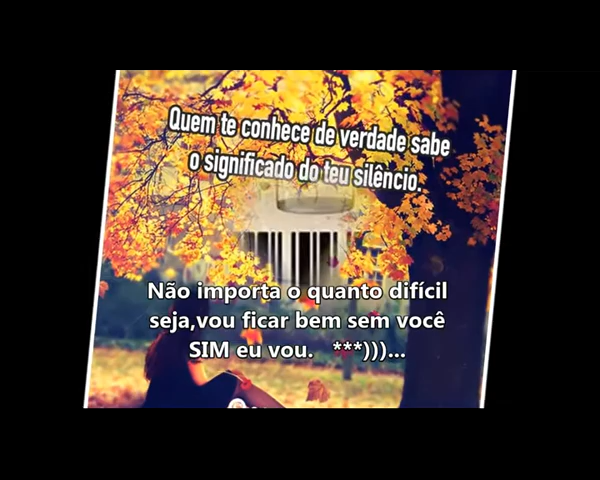 Quem te conhece de verdade sabe
o significado do teu silêncio.
Não importa o quanto difícil
seja,vou ficar bem sem você
SIM eu vou.   ***)))...